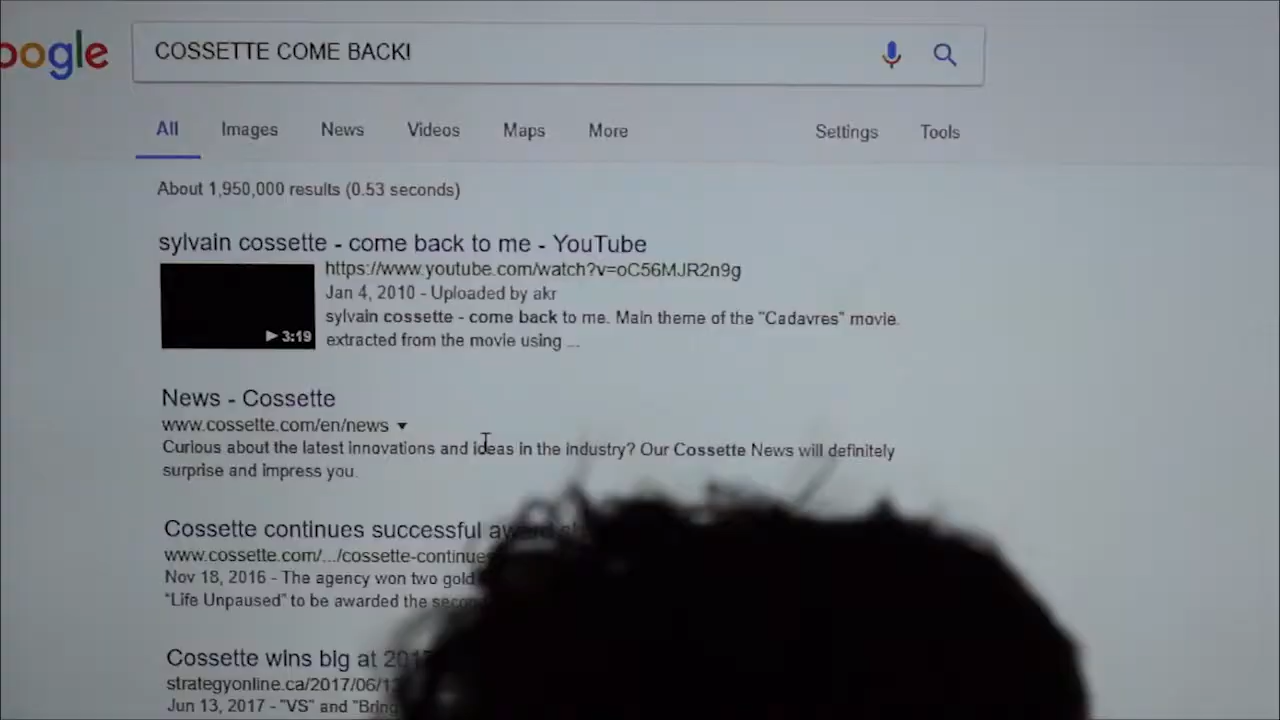 oogle COSSETTE COME BACK!
All Images News Videos Maps More Settings Tools
About 1,950,000 results (0.53 seconds)
sylvain cossette - come back to me - YouTube
https://www.youtube.com/watch?v=oC56MJR2n9g
Jan 4, 2010 - Uploaded by akr
sylvain cossette - come back to me. Main theme of the "Cadavres" movie.
3:19
extracted from the movie using ...
News - Cossette
www.cossette.com/en/news
Curious about the latest innovations and ideas in the industry? Our Cossette News will definitely
surprise and impress you.
Cossette continues successful award
www.cossette.com/.../cossette-continues
Nov 18, 2016 - The agency won two gold
"Life Unpaused" to be awarded the
Cossette wins big at
strategyonline.ca/2017/06/
Jun 13, 2017 - "VS" and